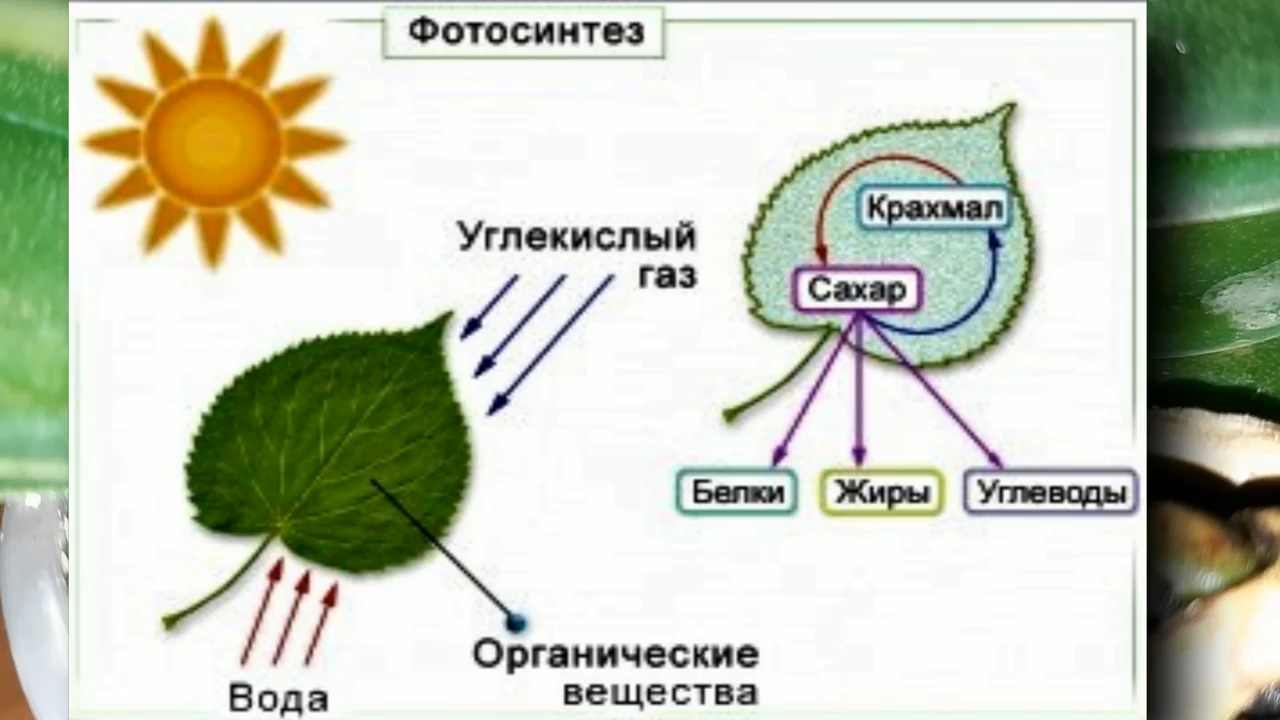 Фотосинтез
Углекислый
газ
Крахмал
Сахар
Белки
Жиры
Углеводы
Органические
вещества
Вода